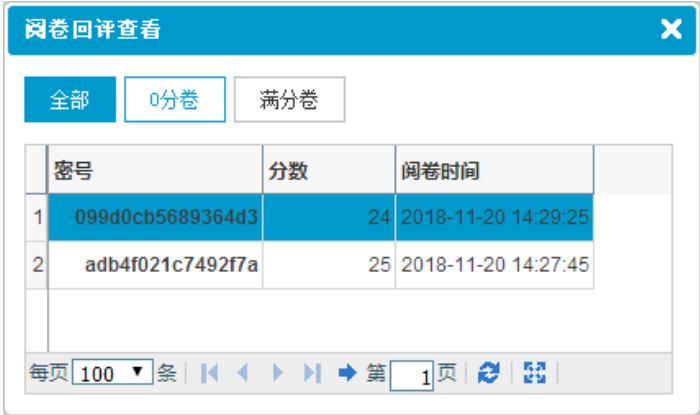 阅卷回评查看
全部 0分卷 满分卷
密号 分数 阅卷时间
1 099d0cb5689364d3 24 2018-11-20 14:29:25
2 adb4f021c7492f7a 25 2018-11-20 14:27:45
每页 100 条 第 1 页